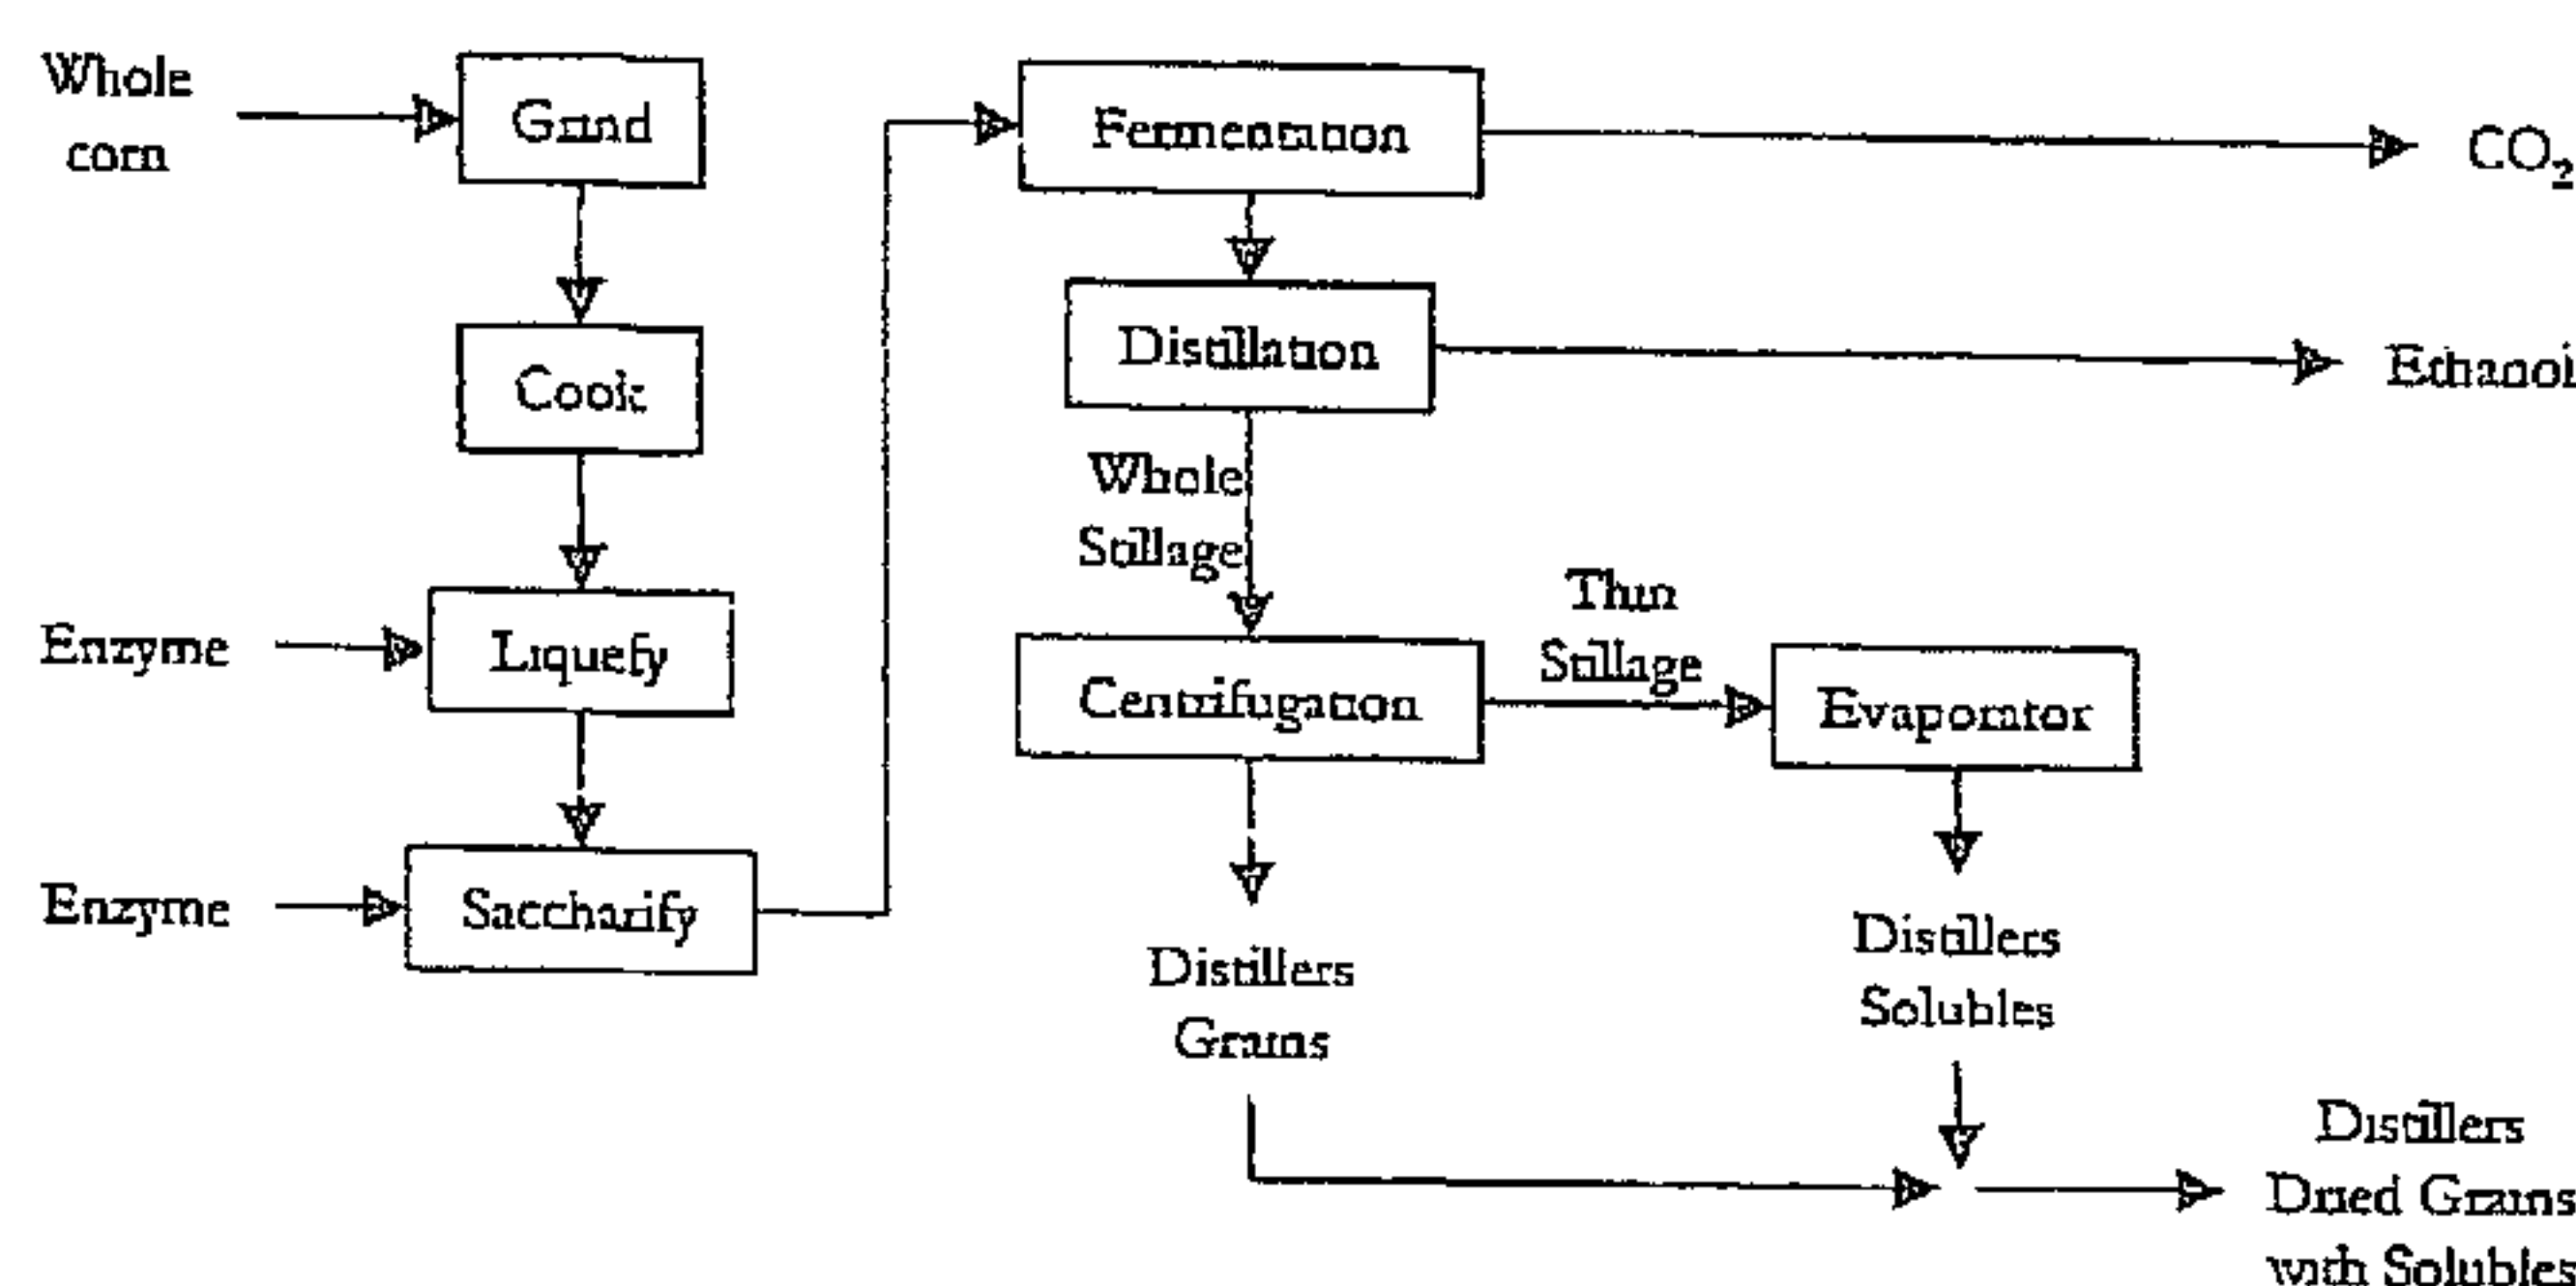 Whole
corn
Grind
Cook
Enzyme
Liquefy
Enzyme
Saccharify
Fermentation
CO₂
Distillation
Ethanol
Whole
Stillage
Centrifugation
Thin
Stillage
Evaporator
Distillers
Grains
Distillers
Solubles
Distillers
Dried Grains
with Solubles